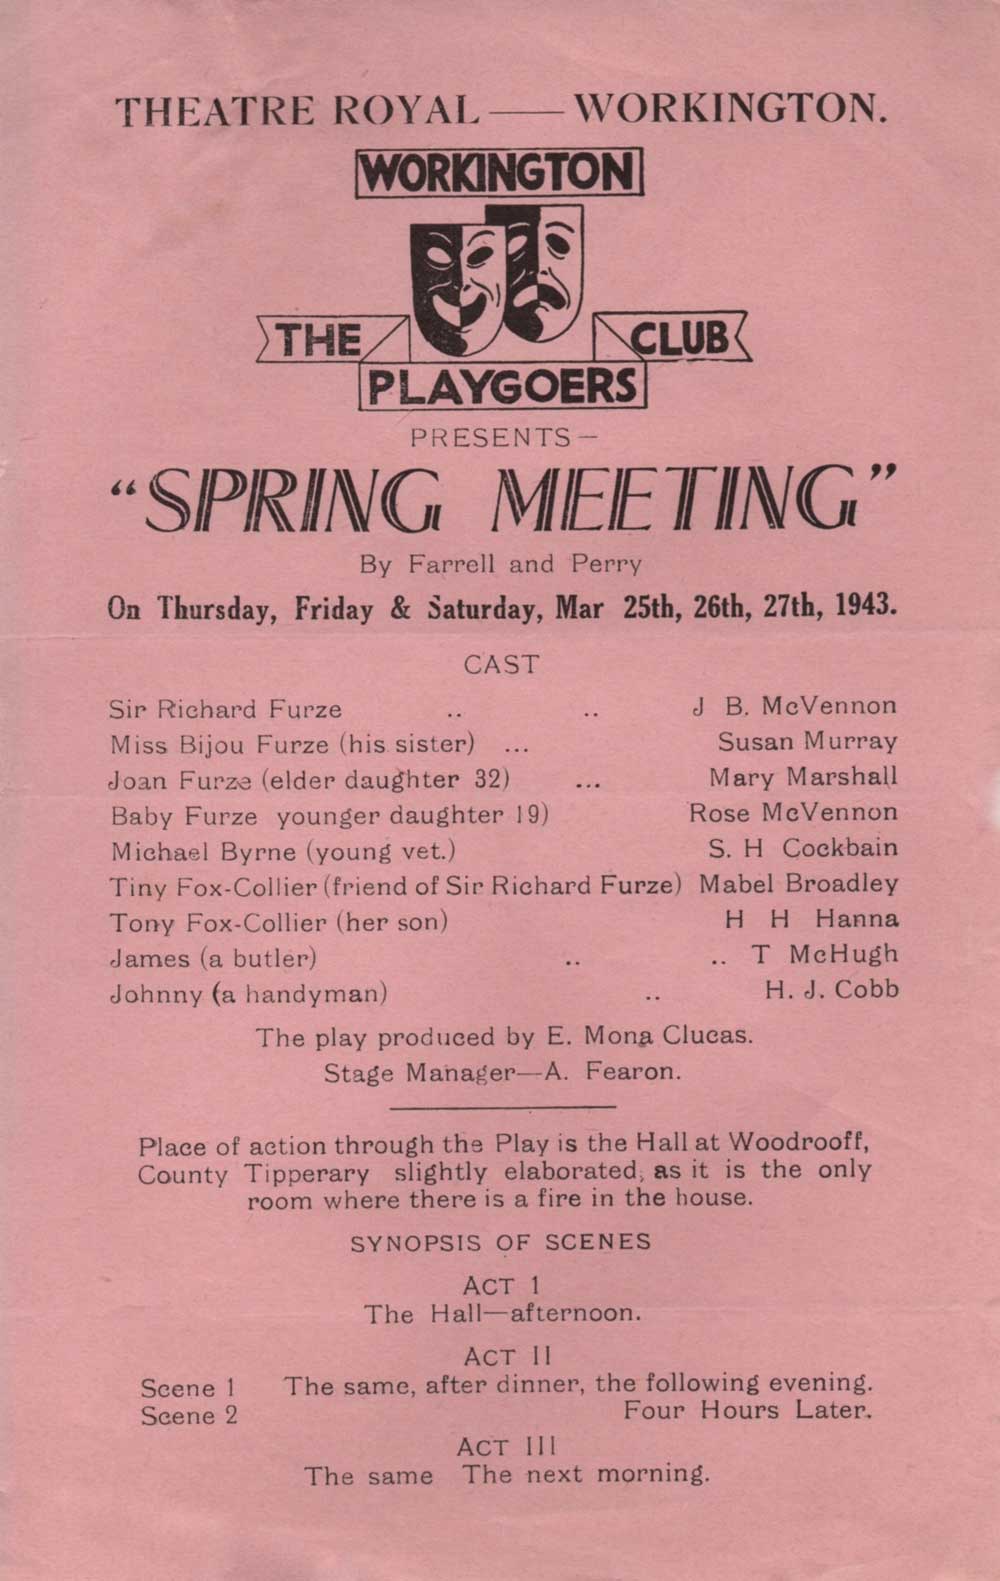 THEATRE ROYAL — WORKINGTON.
WORKINGTON
THE CLUB
PLAYGOERS
PRESENTS —
"SPRING MEETING"
By Farrell and Perry
On Thursday, Friday & Saturday, Mar 25th, 26th, 27th, 1943.
CAST
Sir Richard Furze .. .. J B. McVennon
Miss Bijou Furze (his sister) ... Susan Murray
Joan Furze (elder daughter 32) ... Mary Marshall
Baby Furze younger daughter 19) Rose McVennon
Michael Byrne (young vet.) S. H Cockbain
Tiny Fox-Collier (friend of Sir Richard Furze) Mabel Broadley
Tony Fox-Collier (her son) H H Hanna
James (a butler) .. .. T McHugh
Johnny (a handyman) .. H. J. Cobb
The play produced by E. Mona Clucas.
Stage Manager—A. Fearon.
Place of action through the Play is the Hall at Woodrooff,
County Tipperary slightly elaborated, as it is the only
room where there is a fire in the house.
SYNOPSIS OF SCENES
ACT 1
The Hall—afternoon.
ACT II
Scene 1 The same, after dinner, the following evening.
Scene 2 Four Hours Later.
ACT III
The same The next morning.